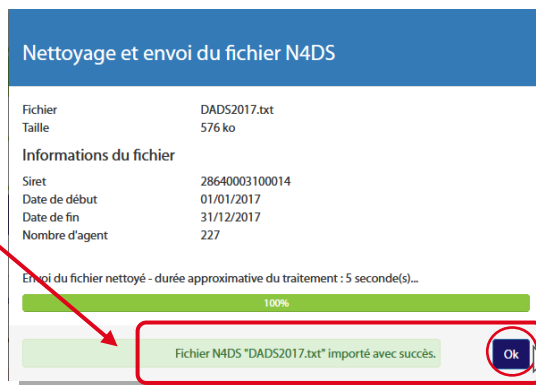 Nettoyage et envoi du fichier N4DS
Fichier DADS2017.txt
Taille 576 ko
Informations du fichier
Siret 28640003100014
Date de début 01/01/2017
Date de fin 31/12/2017
Nombre d'agent 227
Envoi du fichier nettoyé - durée approximative du traitement : 5 seconde(s)...
100%
Fichier N4DS "DADS2017.txt" importé avec succès.
Ok